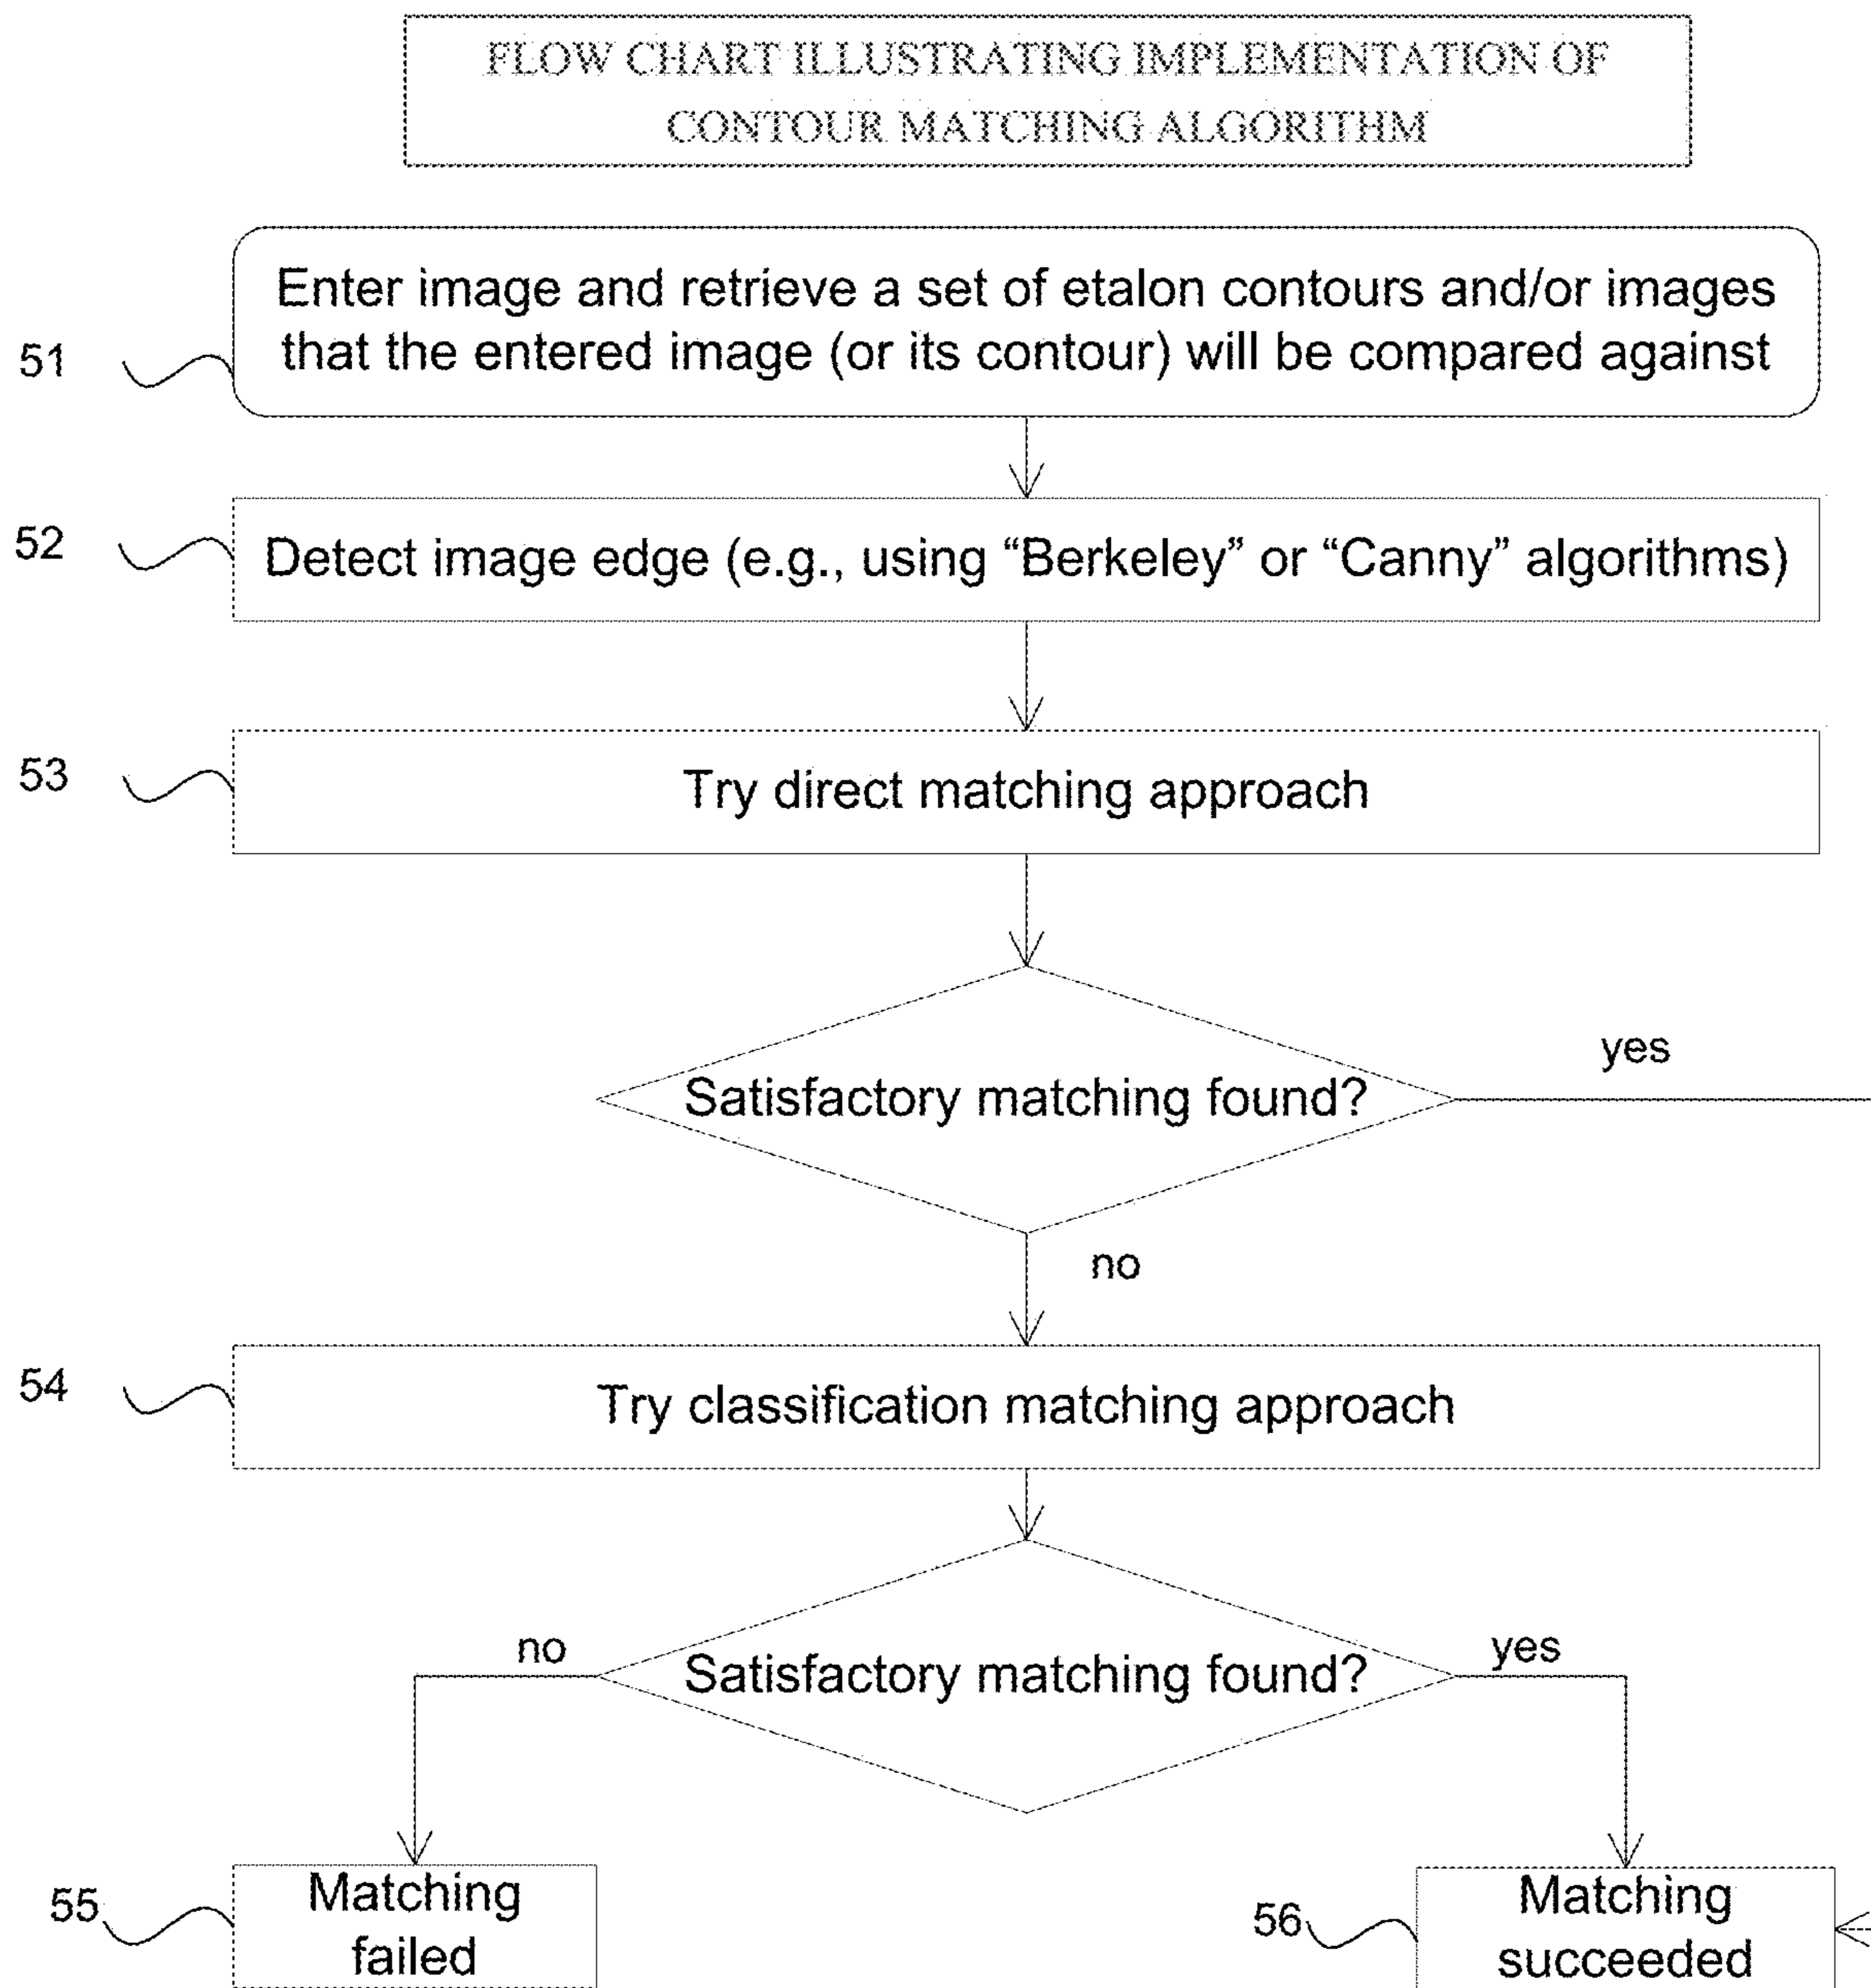 FLOW CHART ILLUSTRATING IMPLEMENTATION OF
CONTOUR MATCHING ALGORITHM
Enter image and retrieve a set of etalon contours and/or images
that the entered image (or its contour) will be compared against
51
52
Detect image edge (e.g., using “Berkeley” or “Canny” algorithms)
53
Try direct matching approach
yes
Satisfactory matching found?
no
54
Try classification matching approach
no
yes
Satisfactory matching found?
55
Matching
failed
56
Matching
succeeded